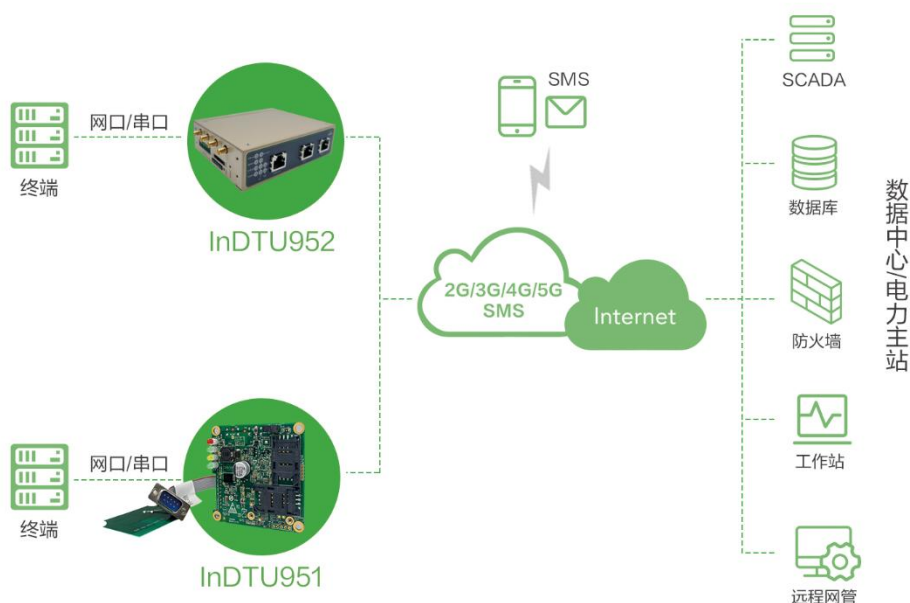 SMS
SCADA
网口/串口
终端
InDTU952
数据库
2G/3G/4G/5G
SMS
Internet
数据中心/电力主站
防火墙
网口/串口
终端
InDTU951
工作站
远程网管